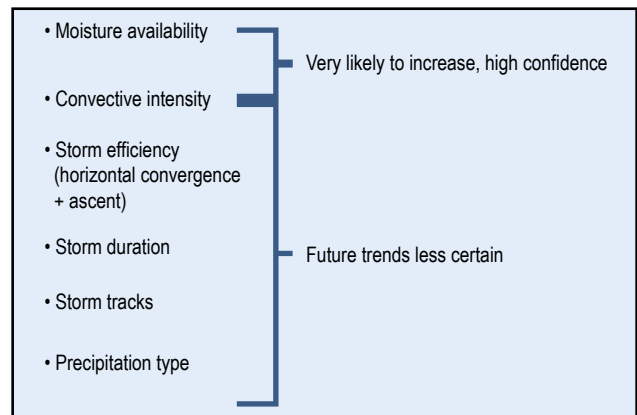 • Moisture availability
Very likely to increase, high confidence
• Convective intensity
• Storm efficiency
(horizontal convergence
+ ascent)
• Storm duration
Future trends less certain
• Storm tracks
• Precipitation type